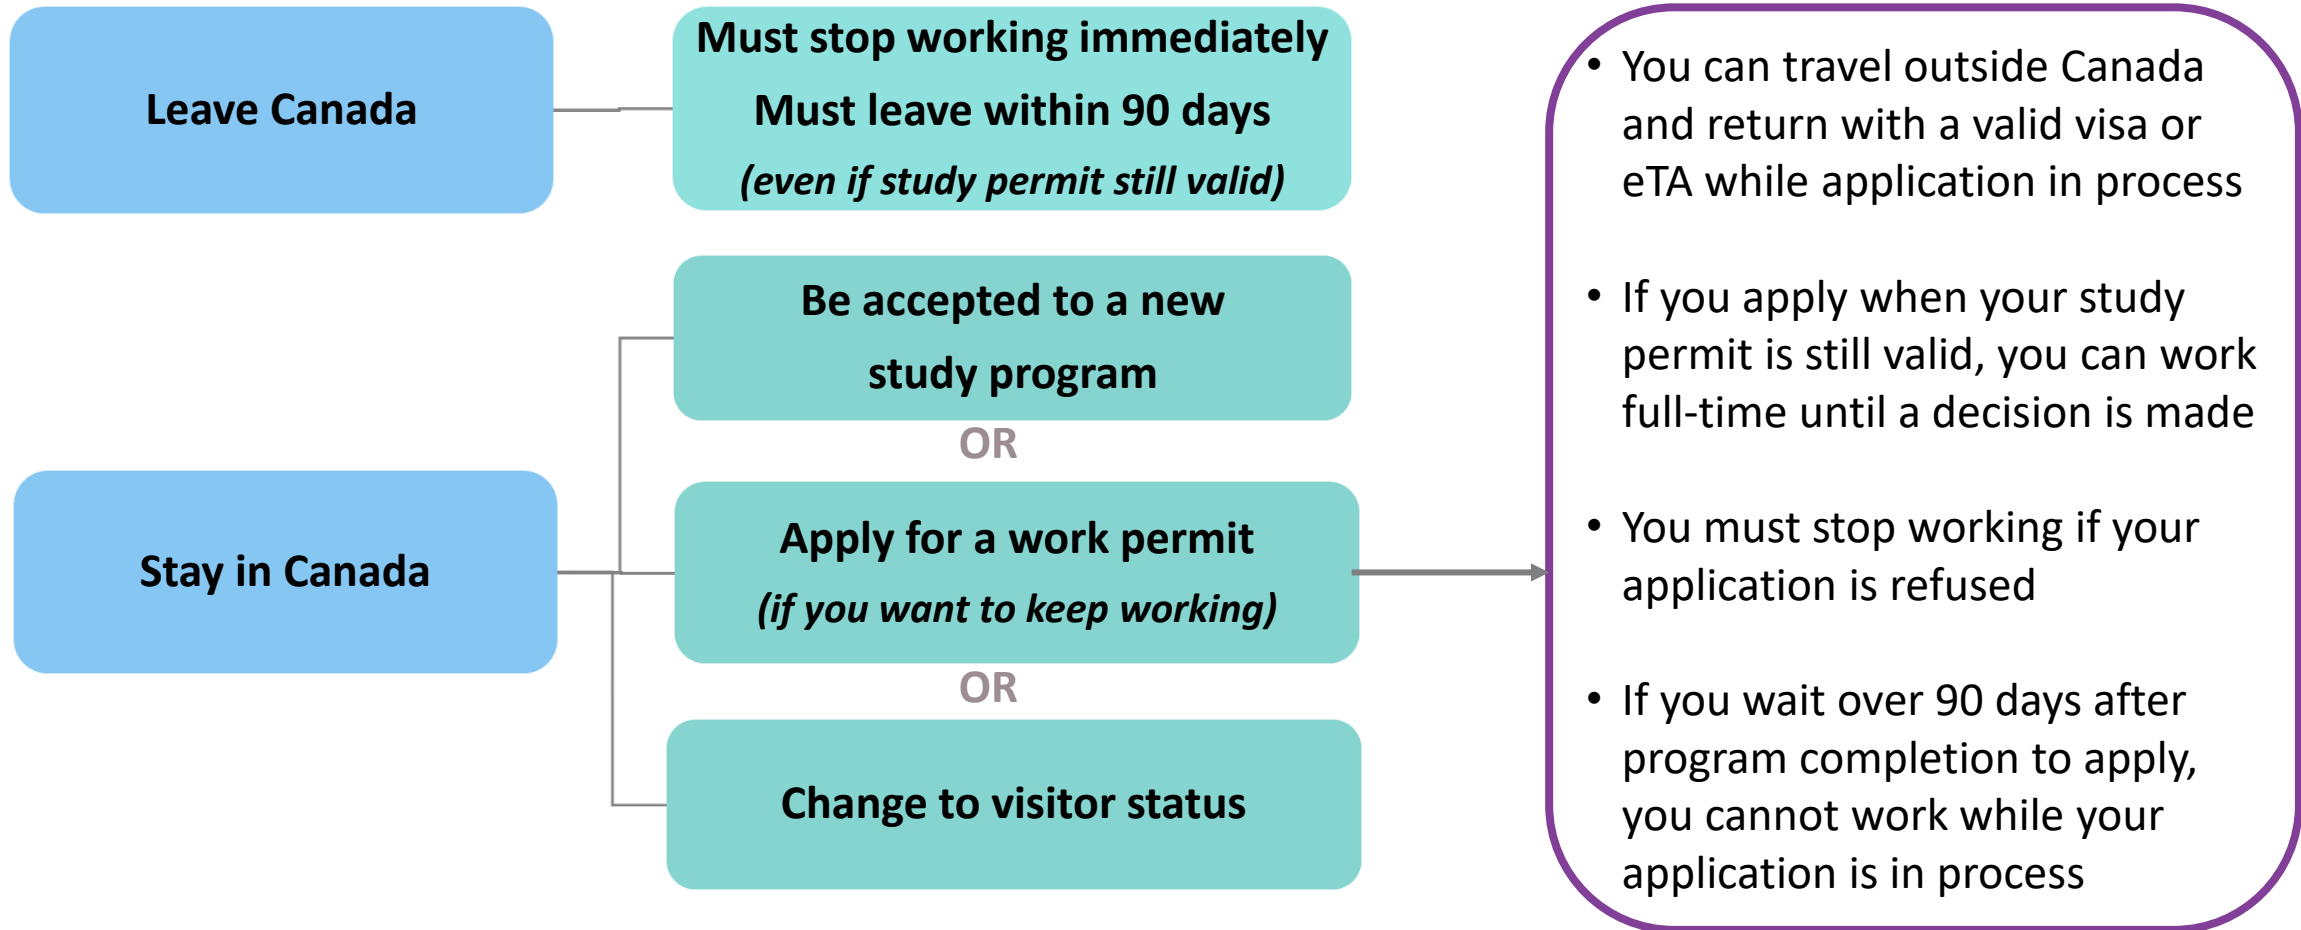 Leave Canada
Must stop working immediately
Must leave within 90 days
(even if study permit still valid)
Stay in Canada
Be accepted to a new
study program
OR
Apply for a work permit
(if you want to keep working)
OR
Change to visitor status
• You can travel outside Canada
and return with a valid visa or
eTA while application in process
• If you apply when your study
permit is still valid, you can work
full-time until a decision is made
• You must stop working if your
application is refused
• If you wait over 90 days after
program completion to apply,
you cannot work while your
application is in process